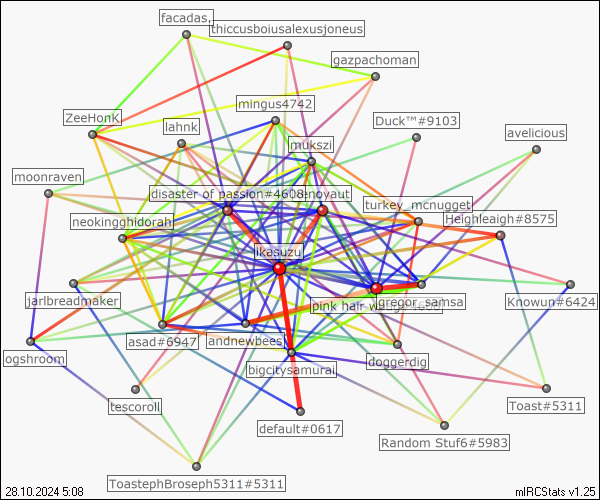 facadas,
thiccusboiusalexusjoneus
gazpachoman
mingus4742
ZeeHonK
Duck™#9103
lahnk
avelicious
mukszi
moonraven
disaster of passion#4608
enoyaut
turkey_mcnugget
neokingghidorah
Heighleaigh#8575
ikasuzu
jarlbreadmaker
pink hair
gregor_samsa
Knowun#6424
asad#6947
andnewbees
ogshroom
doggerdig
bigcitysamurai
tescoroll
Toast#5311
default#0617
Random Stuf6#5983
ToastephBroseph5311#5311
28.10.2024 5:08
mIRCStats v1.25